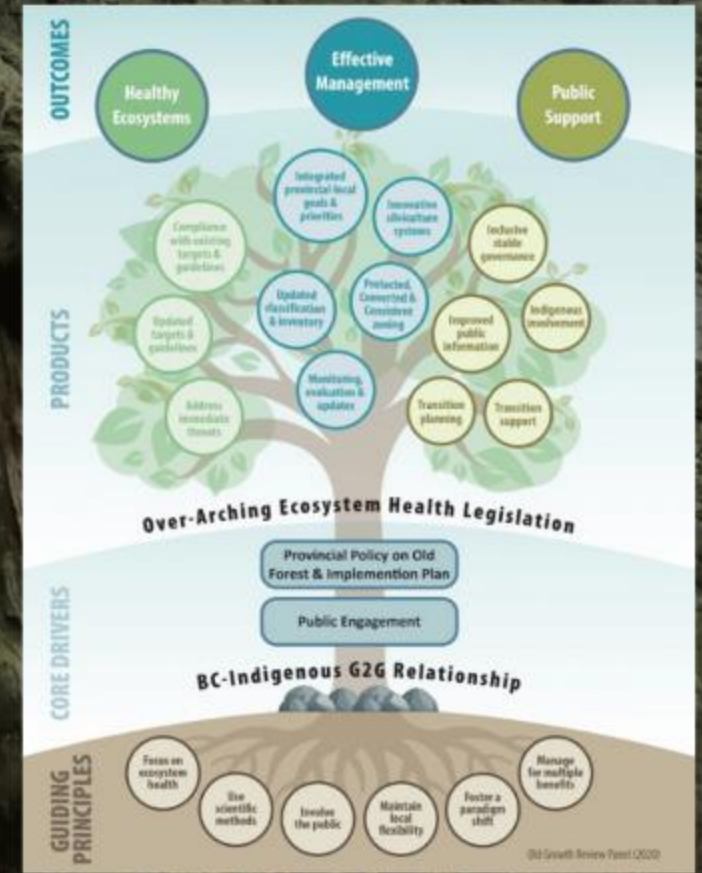 OUTCOMES
Healthy
Ecosystems
Effective
Management
Public
Support
PRODUCTS
Integrated
provincial-local
goals &
priorities
Innovative
silviculture
systems
Compliance
with existing
targets &
guidelines
Inclusive
stable
governance
Updated
classification
& inventory
Protected,
Connected &
Consistent
zoning
Updated
targets &
guidelines
Improved
public
information
Indigenous
involvement
Monitoring,
evaluation &
updates
Address
immediate
threats
Transition
planning
Transition
support
Over-Arching Ecosystem Health Legislation
CORE DRIVERS
Provincial Policy on Old
Forest & Implemention Plan
Public Engagement
BC-Indigenous G2G Relationship
GUIDING
PRINCIPLES
Focus on
ecosystem
health
Use
scientific
methods
Involve
the public
Maintain
local
flexibility
Foster a
paradigm
shift
Manage
for multiple
benefits
Old Growth Review Panel (2020)